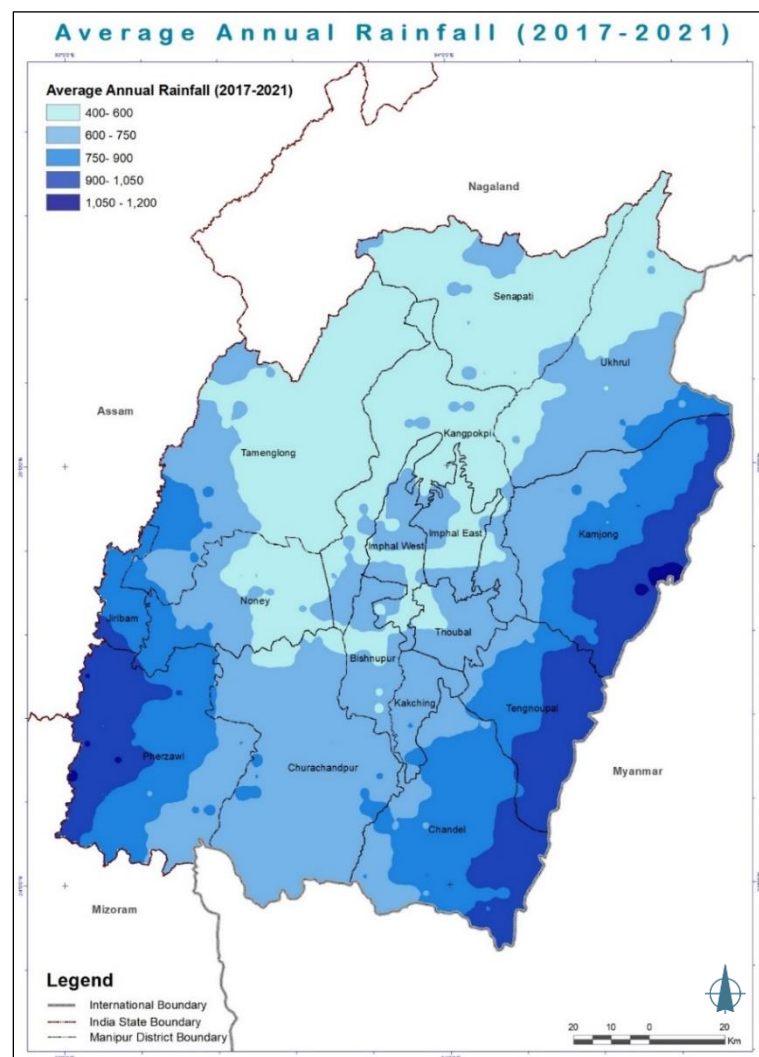 Average Annual Rainfall (2017-2021)
Average Annual Rainfall (2017-2021)
400- 600
600 - 750
750 - 900
900- 1,050
1,050 - 1,200
Nagaland
Senapati
Ukhrul
Assam
Kangpokpi
Tamenglong
Imphal West
Imphal East
Kamjong
Noney
Jiribam
Thoubal
Bishnupur
Kakching
Tengnoupal
Pherzawl
Churachandpur
Myanmar
Chandel
Mizoram
Legend
International Boundary
India State Boundary
Manipur District Boundary
20 10 0 20
Km